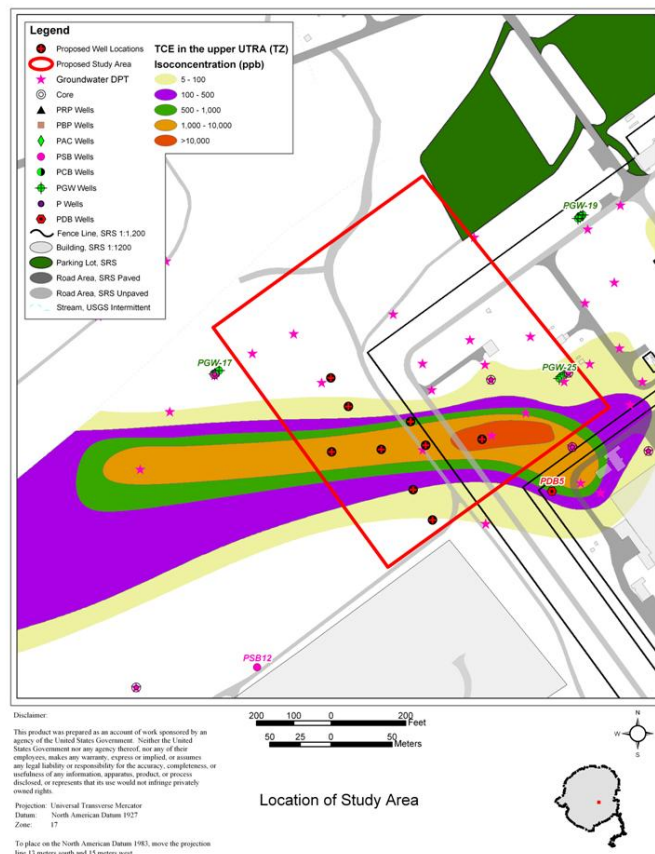 Legend
Proposed Well Locations
Proposed Study Area
Groundwater DPT
Core
PRP Wells
PBP Wells
PAC Wells
PSB Wells
PCB Wells
PGW Wells
P Wells
PDB Wells
Fence Line, SRS 1:1,200
Building, SRS 1:1200
Parking Lot, SRS
Road Area, SRS Paved
Road Area, SRS Unpaved
Stream, USGS Intermittent
TCE in the upper UTRA (TZ)
Isoconcentration (ppb)
5 - 100
100 - 500
500 - 1,000
1,000 - 10,000
>10,000
PGW-19
PGW-17
PGW-25
PDB5
PSB12
Disclaimer:
This product was prepared as an account of work sponsored by an
agency of the United States Government. Neither the United
States Government nor any agency thereof, nor any of their
employees, makes any warranty, express or implied, or assumes
any legal liability or responsibility for the accuracy, completeness, or
usefulness of any information, apparatus, product, or process
disclosed, or represents that its use would not infringe privately
owned rights.
Projection: Universal Transverse Mercator
Datum: North American Datum 1927
Zone: 17
To place on the North American Datum 1983, move the projection
line 13 meters south and 15 meters west
200 100 0 200
Feet
50 25 0 50
Meters
Location of Study Area
N
W E
S